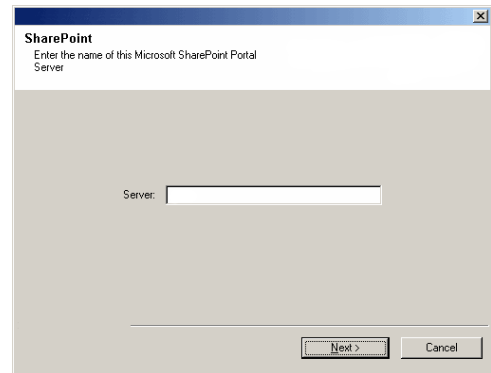 SharePoint
Enter the name of this Microsoft SharePoint Portal
Server
Server:
Next >
Cancel